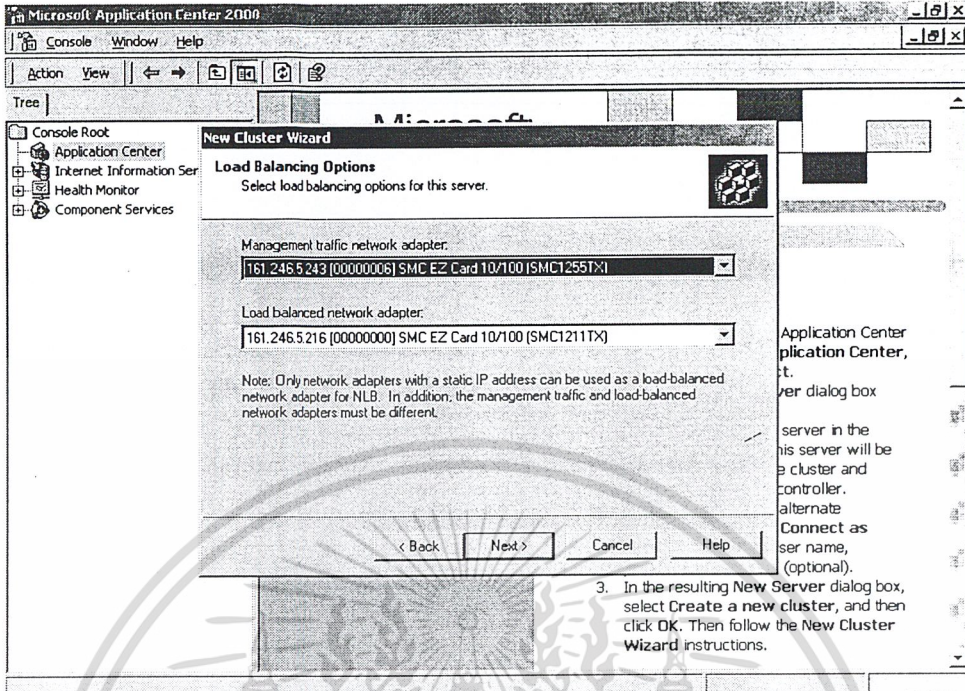 Microsoft Application Center 2000
Console Window Help
Action View
Tree
Console Root
Application Center
Internet Information Ser
Health Monitor
Component Services
Microsoft
New Cluster Wizard
Load Balancing Options
Select load balancing options for this server.
Management traffic network adapter:
161.246.5.243 [00000006] SMC EZ Card 10/100 (SMC1255TX)
Load balanced network adapter:
161.246.5.216 [00000000] SMC EZ Card 10/100 (SMC1211TX)
Note: Only network adapters with a static IP address can be used as a load-balanced
network adapter for NLB. In addition, the management traffic and load-balanced
network adapters must be different.
< Back Next > Cancel Help
Application Center
plication Center,
ct.
ver dialog box
server in the
his server will be
e cluster and
controller.
alternate
Connect as
ser name,
(optional).
3. In the resulting New Server dialog box,
select Create a new cluster, and then
click OK. Then follow the New Cluster
Wizard instructions.